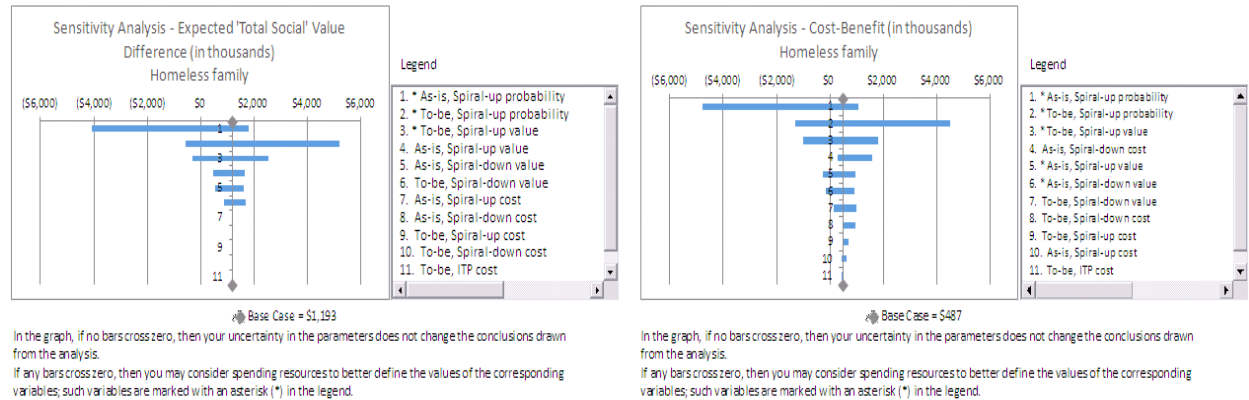 Sensitivity Analysis - Expected 'Total Social' Value
Difference (in thousands)
Homeless family
($6,000) ($4,000) ($2,000) $0 $2,000 $4,000 $6,000
1
3
5
7
9
11
Base Case = $1,193
Legend
1. * As-is, Spiral-up probability
2. * To-be, Spiral-up probability
3. * To-be, Spiral-up value
4. As-is, Spiral-up value
5. As-is, Spiral-down value
6. To-be, Spiral-down value
7. As-is, Spiral-up cost
8. As-is, Spiral-down cost
9. To-be, Spiral-up cost
10. To-be, Spiral-down cost
11. To-be, ITP cost
In the graph, if no bars cross zero, then your uncertainty in the parameters does not change the conclusions drawn
from the analysis.
If any bars cross zero, then you may consider spending resources to better define the values of the corresponding
variables; such variables are marked with an asterisk (*) in the legend.
Sensitivity Analysis - Cost-Benefit (in thousands)
Homeless family
($6,000) ($4,000) ($2,000) $0 $2,000 $4,000 $6,000
1
2
3
4
5
6
7
8
9
10
11
Base Case = $487
Legend
1. * As-is, Spiral-up probability
2. * To-be, Spiral-up probability
3. * To-be, Spiral-up value
4. As-is, Spiral-down cost
5. * As-is, Spiral-up value
6. * As-is, Spiral-down value
7. To-be, Spiral-down value
8. To-be, Spiral-down cost
9. To-be, Spiral-up cost
10. As-is, Spiral-up cost
11. To-be, ITP cost
In the graph, if no bars cross zero, then your uncertainty in the parameters does not change the conclusions drawn
from the analysis.
If any bars cross zero, then you may consider spending resources to better define the values of the corresponding
variables; such variables are marked with an asterisk (*) in the legend.